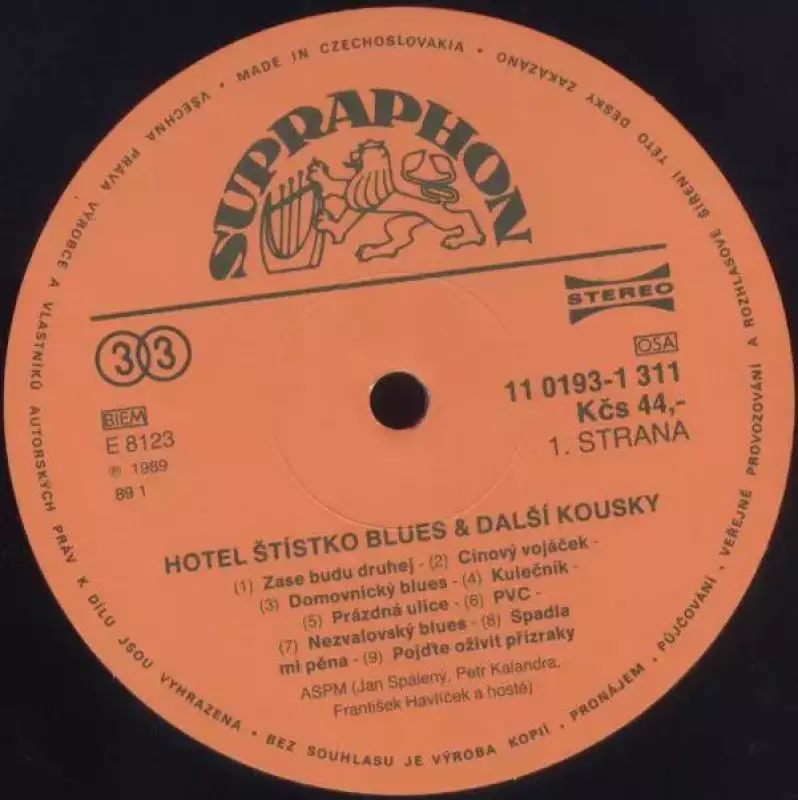 VŠECHNA PRÁVA VÝROBCE A VLASTNÍKŮ AUTORSKÝCH PRÁV K DÍLU JSOU VYHRAZENA • BEZ SOUHLASU JE VÝROBA KOPIÍ, PRONÁJEM, PŮJČOVÁNÍ, VEŘEJNÉ PROVOZOVÁNÍ A ROZHLASOVÉ ŠÍŘENÍ TÉTO DESKY ZAKÁZÁNO • MADE IN CZECHOSLOVAKIA •
SUPRAPHON
STEREO
33
OSA
11 0193-1 311
Kčs 44,-
1. STRANA
BIEM
E 8123
℗ 1989
89 1
HOTEL ŠTÍSTKO BLUES & DALŠÍ KOUSKY
(1) Zase budu druhej - (2) Cínový vojáček -
(3) Domovnický blues - (4) Kulečník -
(5) Prázdná ulice - (6) PVC -
(7) Nezvalovský blues - (8) Spadla
mi pěna - (9) Pojďte oživit přízraky
ASPM (Jan Spálený, Petr Kalandra,
František Havlíček a hosté)